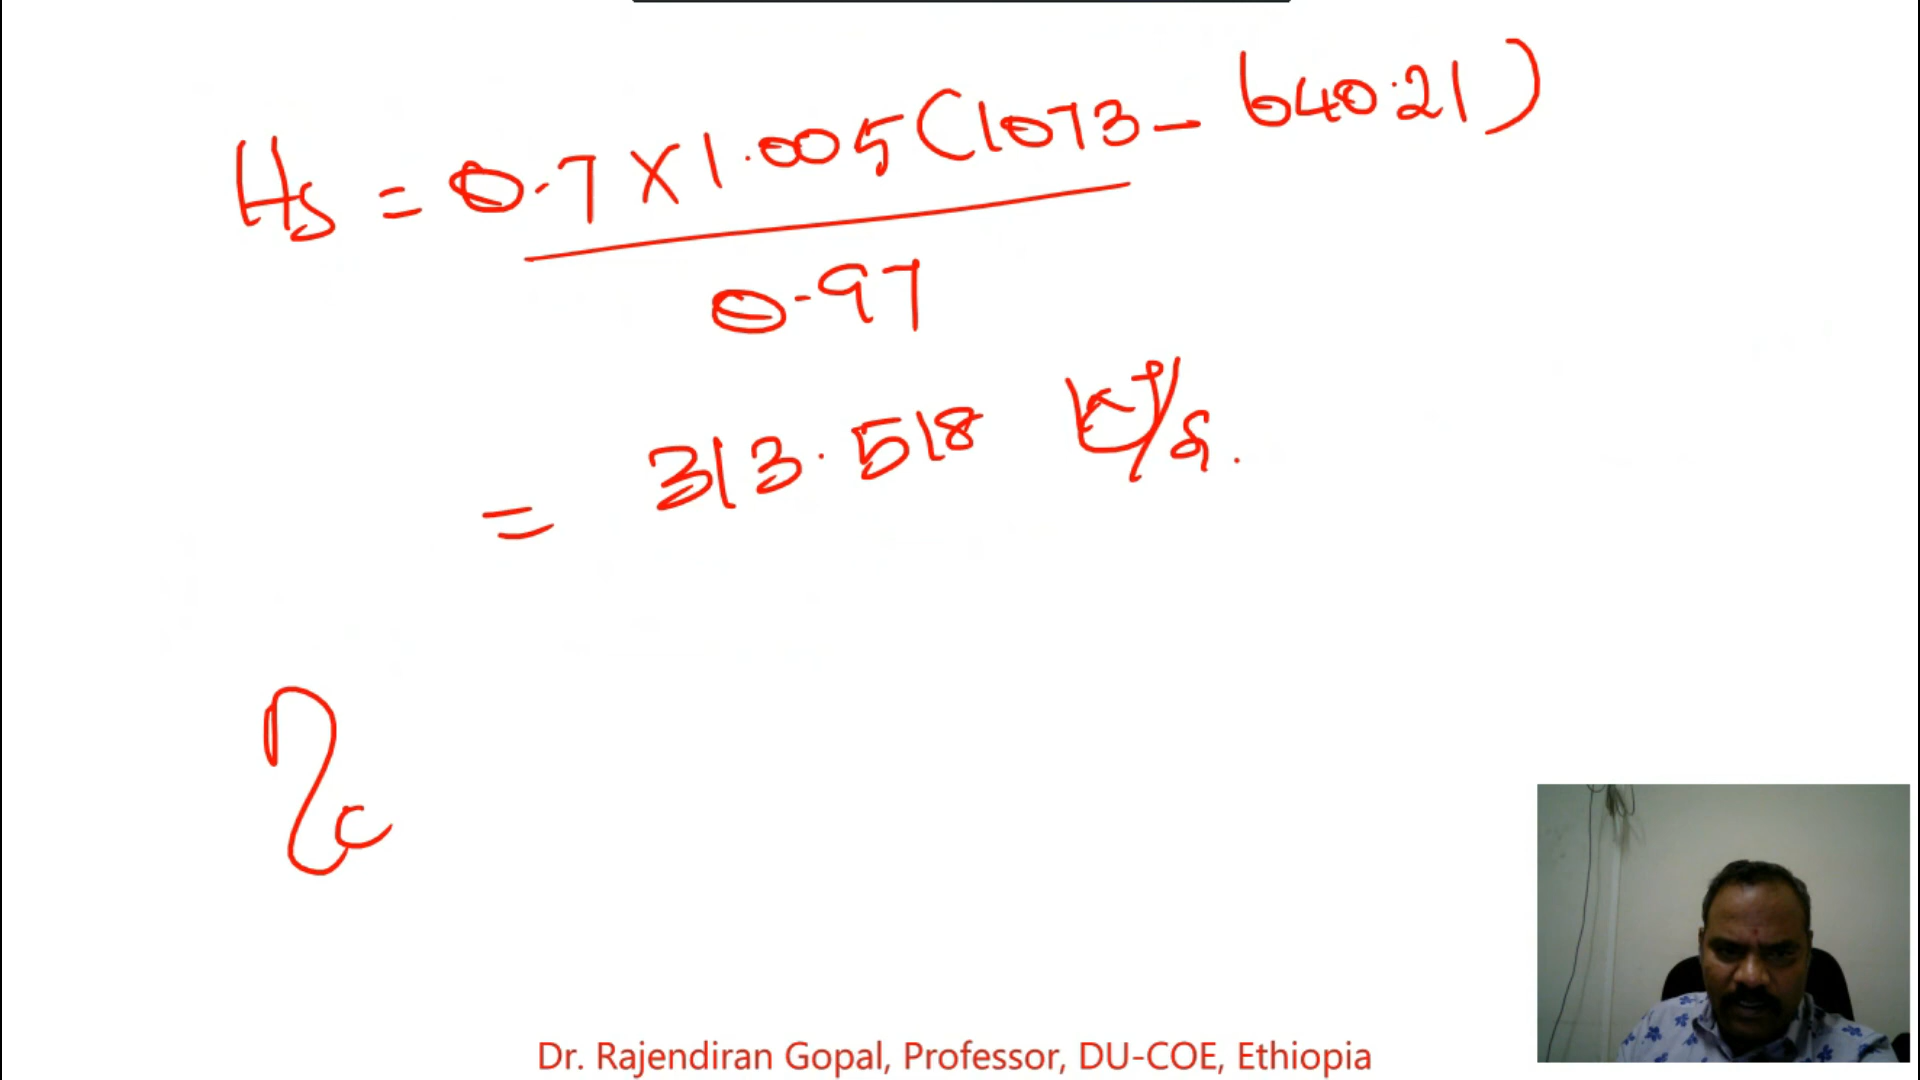 Hs = 0.7 × 1.005 (1073 - 640.21)
0.97
= 313.518 kJ/s.
ηc
Dr. Rajendiran Gopal, Professor, DU-COE, Ethiopia